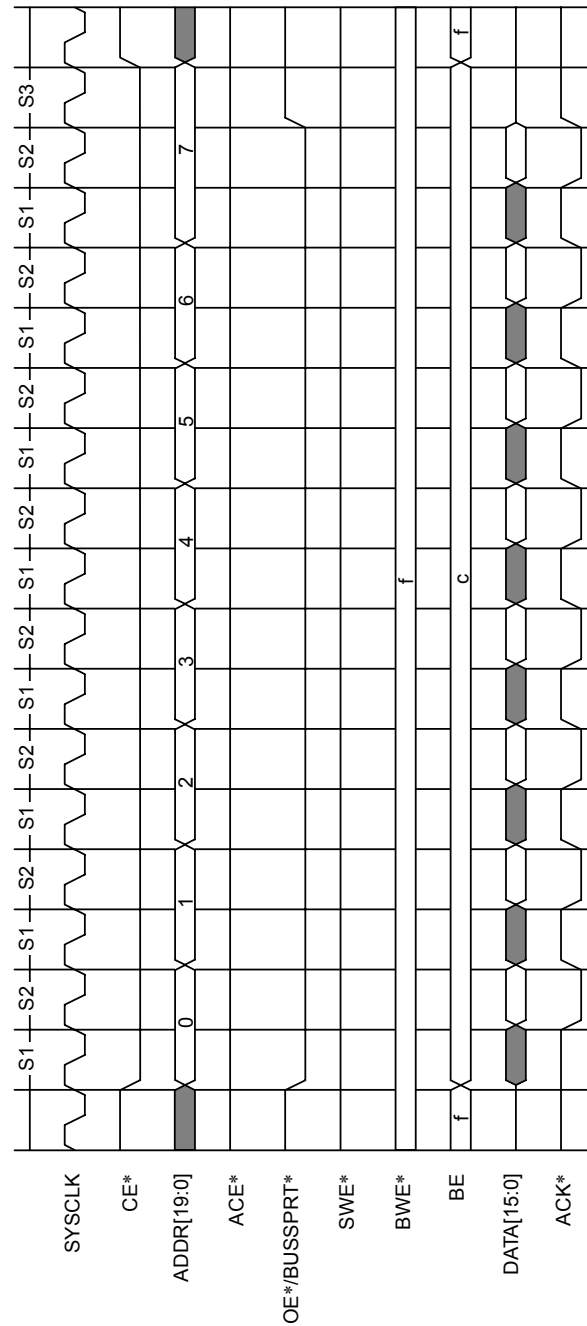 S1 S2 S1 S2 S1 S2 S1 S2 S1 S2 S1 S2 S1 S2 S1 S2 S3
SYSCLK
CE*
ADDR[19:0] 0 1 2 3 4 5 6 7
ACE*
OE*/BUSSPRT*
SWE*
BWE* f
BE f c f
DATA[15:0]
ACK*